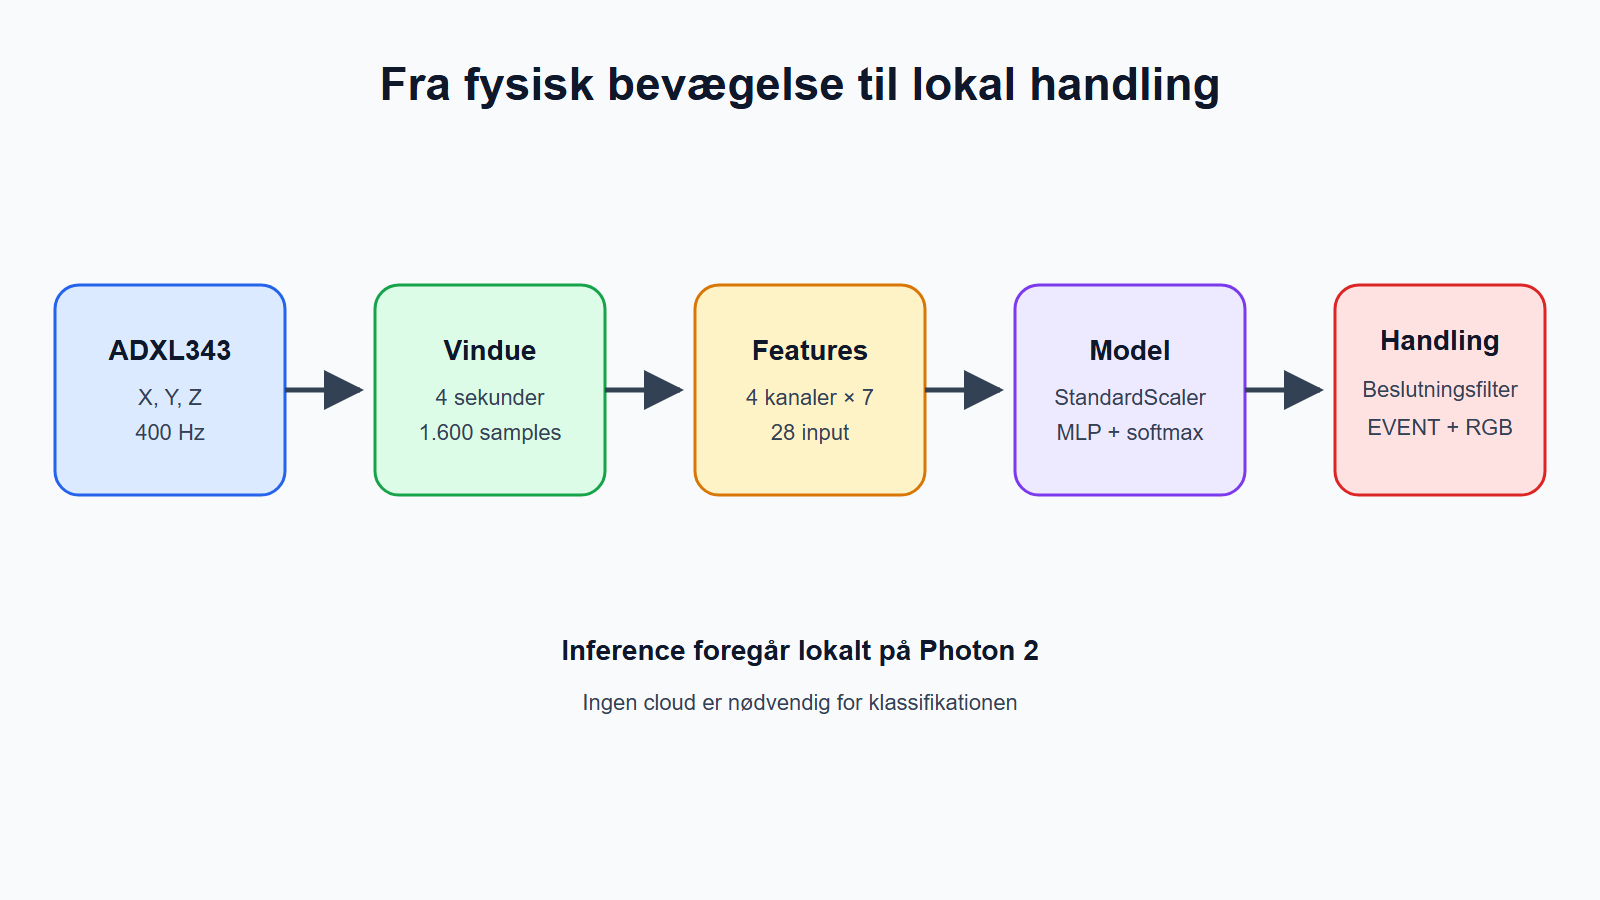 Fra fysisk bevægelse til lokal handling
ADXL343
X, Y, Z
400 Hz
Vindue
4 sekunder
1.600 samples
Features
4 kanaler × 7
28 input
Model
StandardScaler
MLP + softmax
Handling
Beslutningsfilter
EVENT + RGB
Inference foregår lokalt på Photon 2
Ingen cloud er nødvendig for klassifikationen